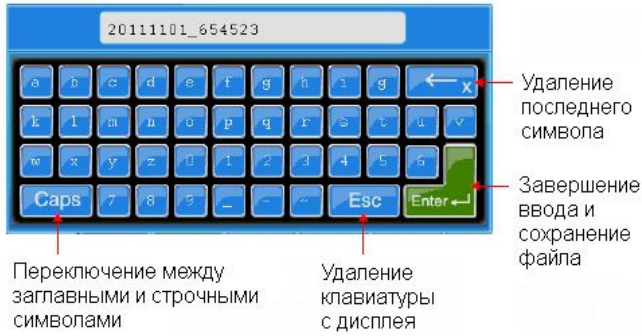 20111101_654523
a b c d e f g h i g ← x
k l m n o p q r s t u v
w x y z 0 1 2 3 4 5 6
Caps 7 8 9 _ - ~ Esc Enter ↵
Удаление
последнего
символа
Завершение
ввода и
сохранение
файла
Переключение между
заглавными и строчными
символами
Удаление
клавиатуры
с дисплея